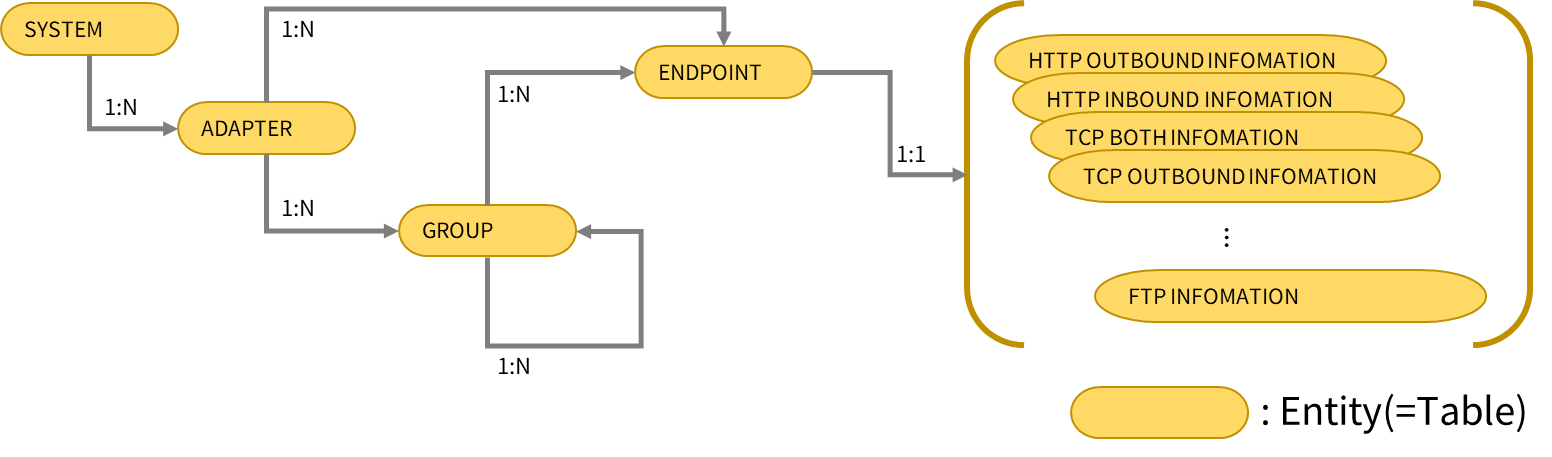 SYSTEM
1:N
1:N
ADAPTER
1:N
ENDPOINT
1:N
GROUP
1:N
1:1
HTTP OUTBOUND INFOMATION
HTTP INBOUND INFOMATION
TCP BOTH INFOMATION
TCP OUTBOUND INFOMATION
⋮
FTP INFOMATION
: Entity(=Table)